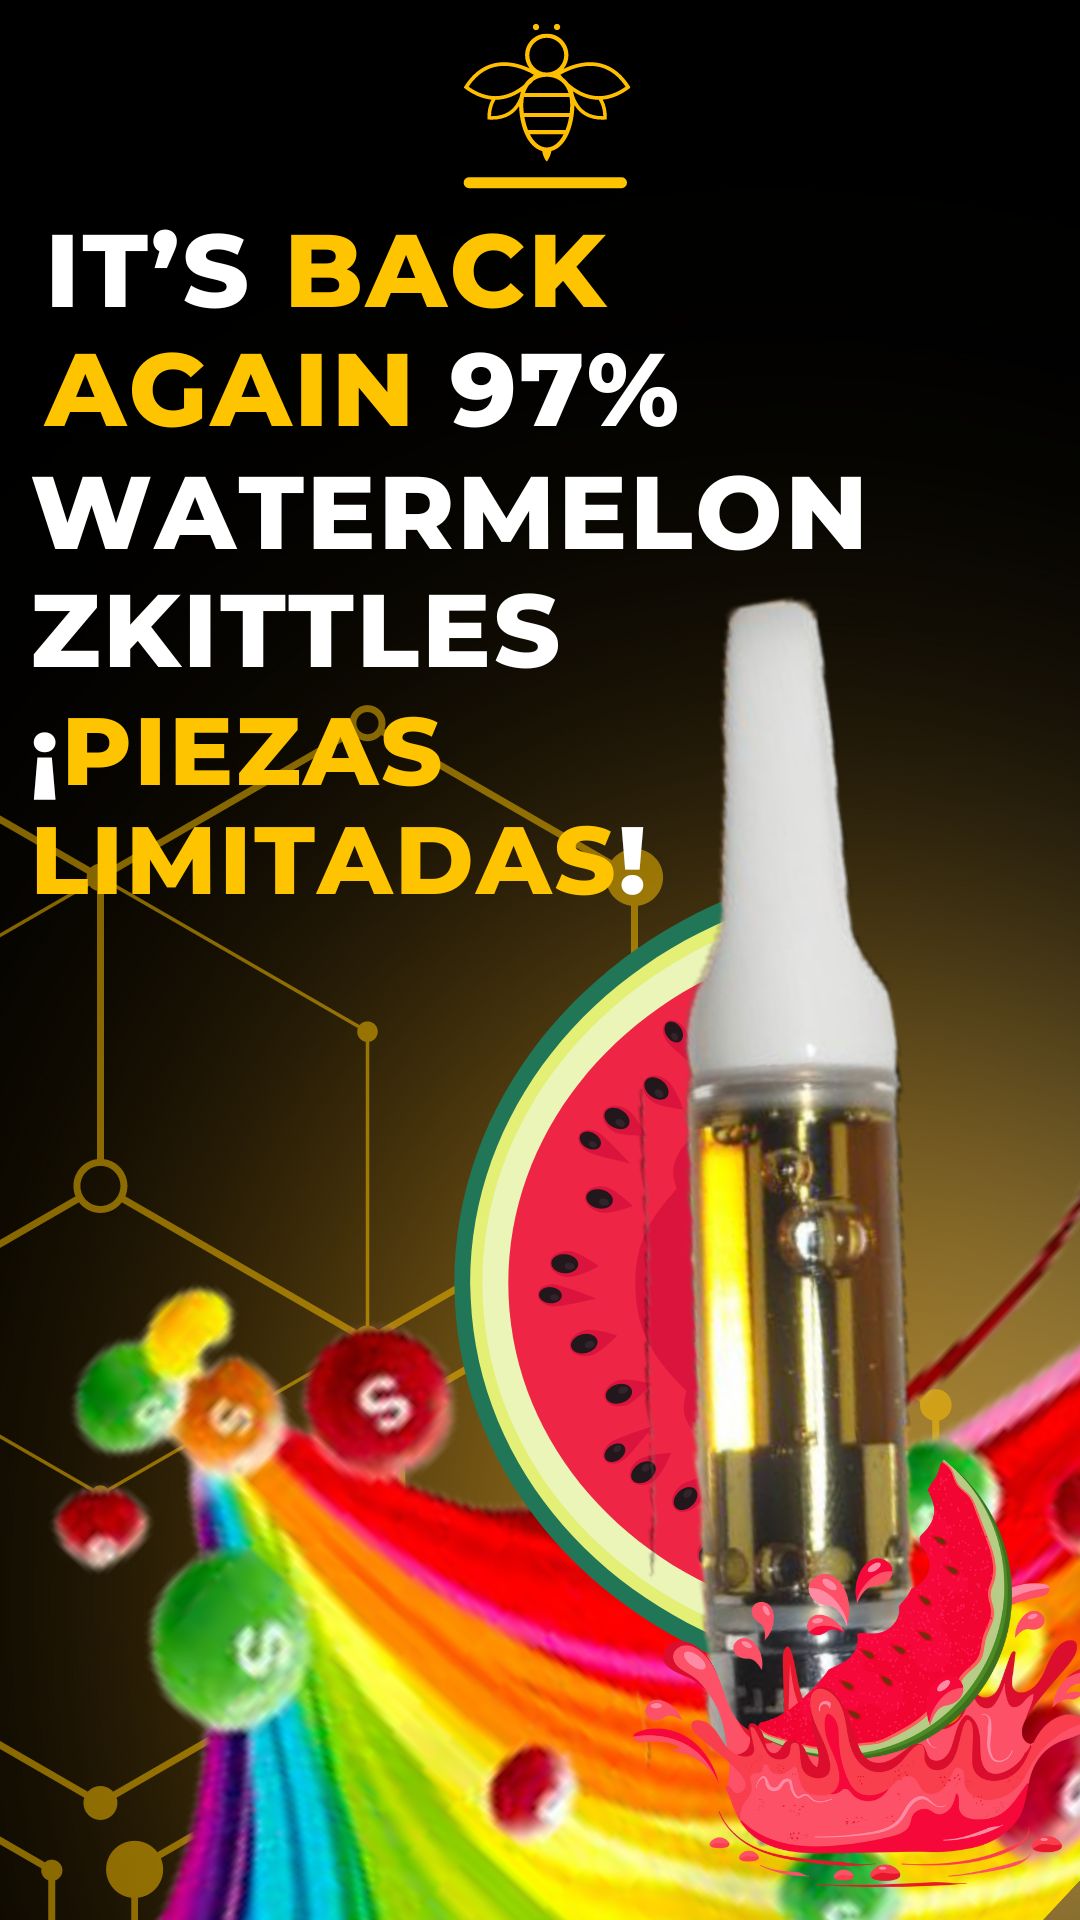 IT'S BACK
AGAIN 97%
WATERMELON
ZKITTLES
¡PIEZAS
LIMITADAS!
S
S
S
S